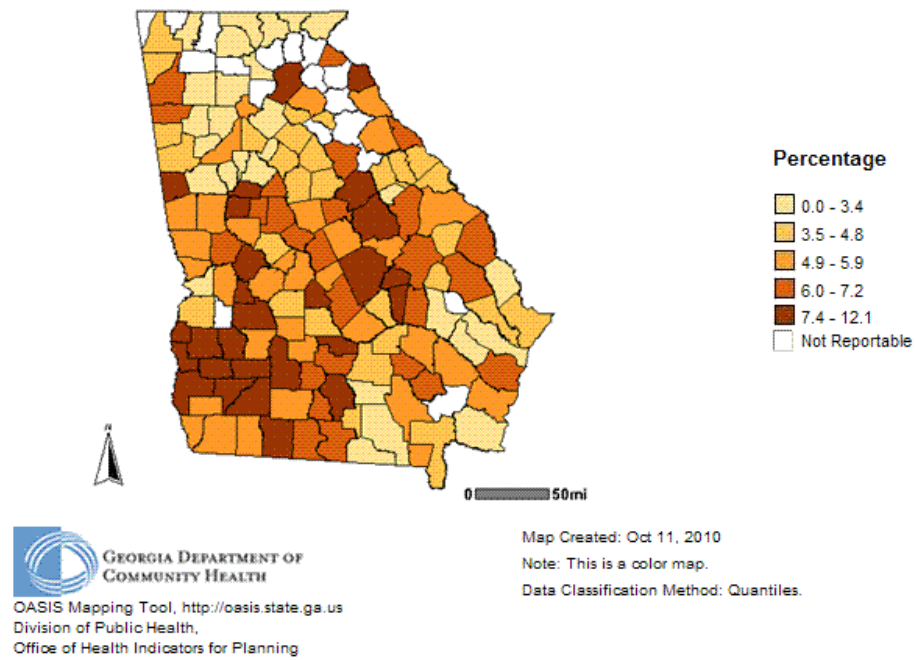 Percentage
0.0 - 3.4
3.5 - 4.8
4.9 - 5.9
6.0 - 7.2
7.4 - 12.1
Not Reportable
N
0 50mi
GEORGIA DEPARTMENT OF
COMMUNITY HEALTH
OASIS Mapping Tool, http://oasis.state.ga.us
Division of Public Health,
Office of Health Indicators for Planning
Map Created: Oct 11, 2010
Note: This is a color map.
Data Classification Method: Quantiles.